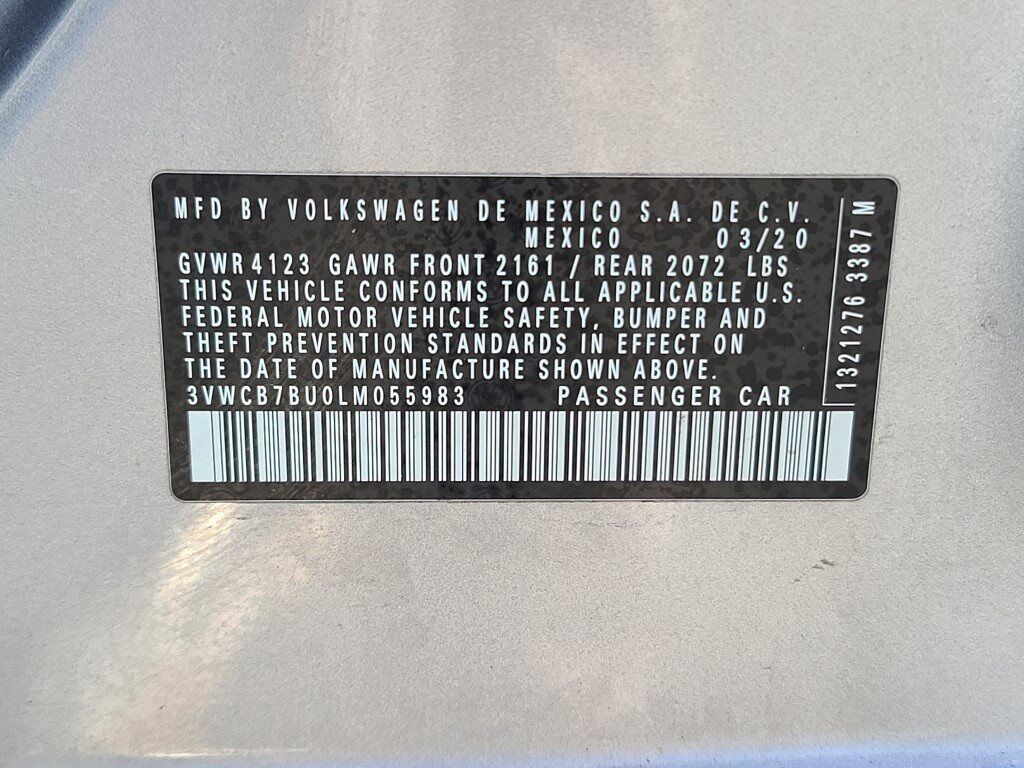 MFD BY VOLKSWAGEN DE MEXICO S.A. DE C.V.
MEXICO 03/20
GVWR 4123 GAWR FRONT 2161 / REAR 2072 LBS
THIS VEHICLE CONFORMS TO ALL APPLICABLE U.S.
FEDERAL MOTOR VEHICLE SAFETY, BUMPER AND
THEFT PREVENTION STANDARDS IN EFFECT ON
THE DATE OF MANUFACTURE SHOWN ABOVE.
3VWCB7BU0LM055983 PASSENGER CAR
1321276 3387 M